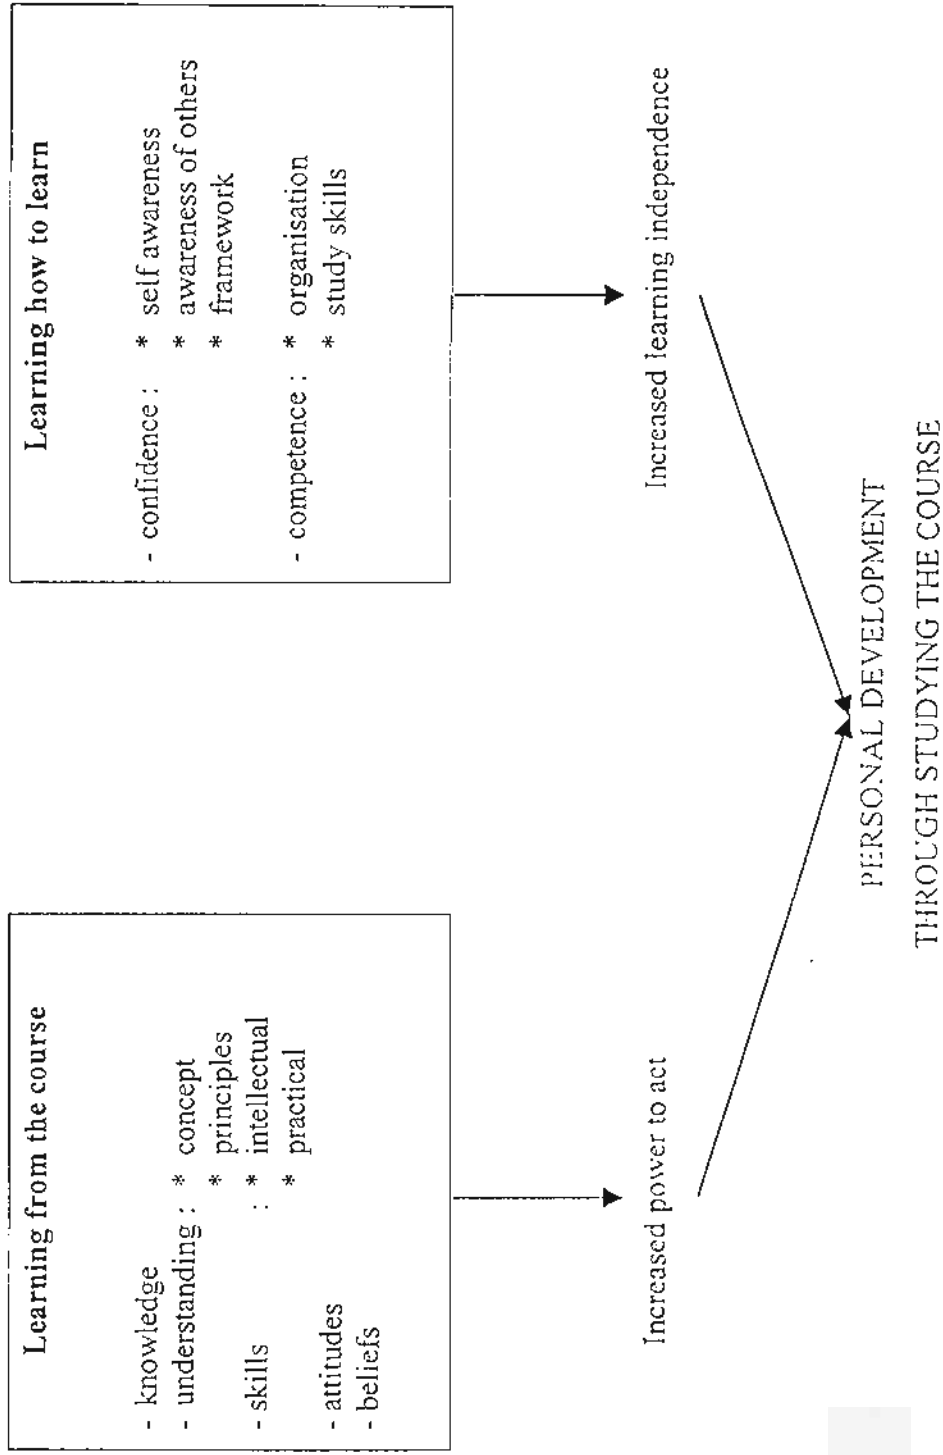 Learning from the course
- knowledge
- understanding : * concept
* principles
- skills : * intellectual
* practical
- attitudes
- beliefs
Increased power to act
Learning how to learn
- confidence : * self awareness
* awareness of others
* framework
- competence : * organisation
* study skills
Increased learning independence
PERSONAL DEVELOPMENT
THROUGH STUDYING THE COURSE